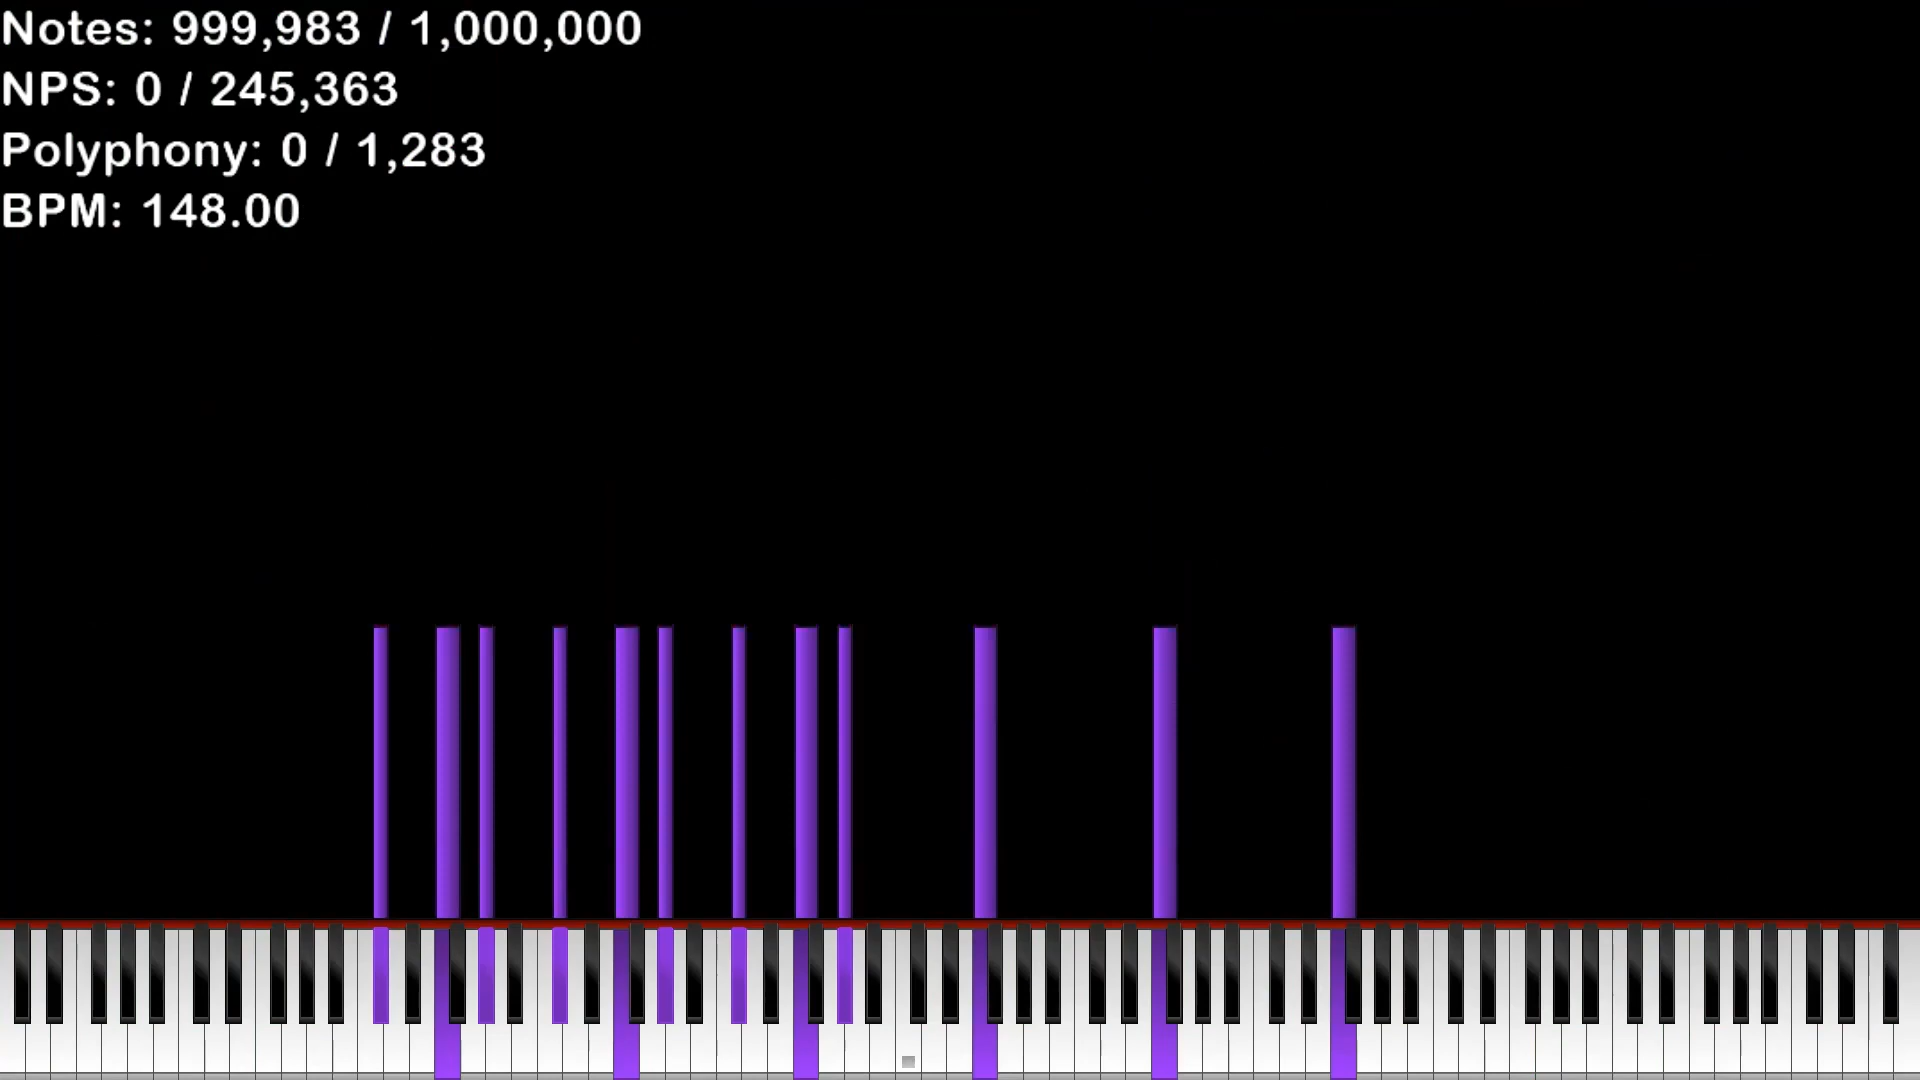 Notes: 999,983 / 1,000,000
NPS: 0 / 245,363
Polyphony: 0 / 1,283
BPM: 148.00